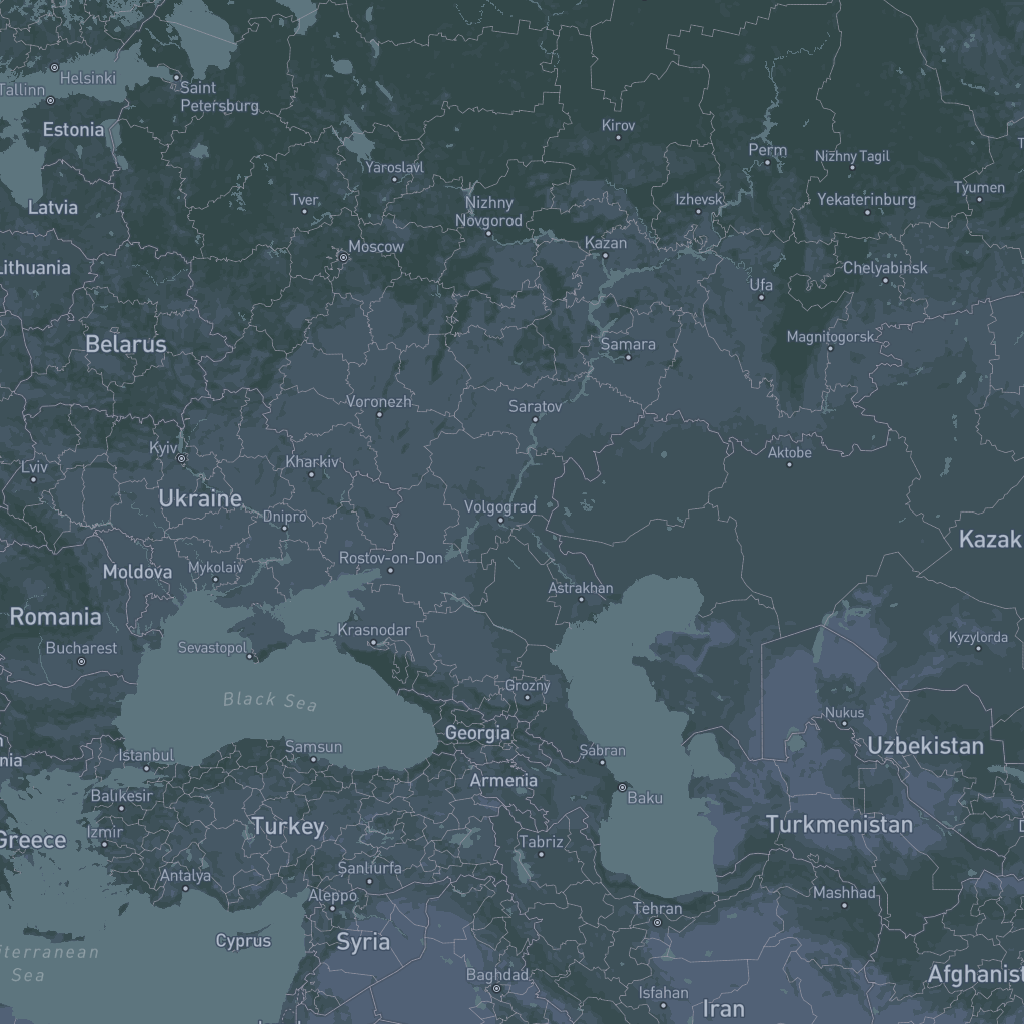 Helsinki
Tallinn
Saint
Petersburg
Estonia
Kirov
Perm
Nizhny Tagil
Yaroslavl
Tver
Nizhny
Novgorod
Izhevsk
Yekaterinburg
Tyumen
Latvia
Moscow
Kazan
Lithuania
Chelyabinsk
Ufa
Belarus
Samara
Magnitogorsk
Voronezh
Saratov
Kyiv
Lviv
Kharkiv
Aktobe
Ukraine
Dnipro
Volgograd
Kazak
Moldova
Mykolaiv
Rostov-on-Don
Astrakhan
Romania
Krasnodar
Kyzylorda
Bucharest
Sevastopol
Grozny
Black Sea
Nukus
Georgia
Uzbekistan
Istanbul
Samsun
Sabran
Armenia
Balıkesir
Baku
Izmir
Turkey
Turkmenistan
Greece
Tabriz
Antalya
Sanlıurfa
Aleppo
Mashhad
Tehran
Cyprus
Syria
iterranean
Sea
Baghdad
Afghanist
Isfahan
Iran